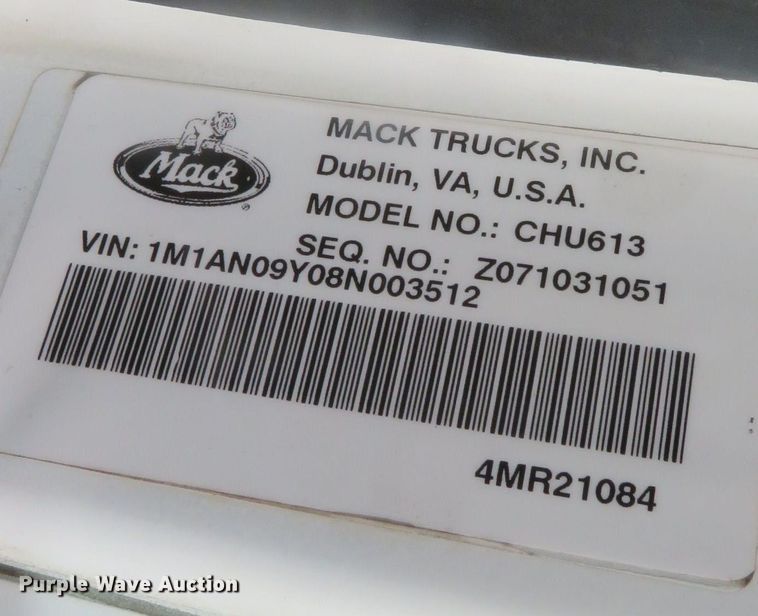 Mack
®
MACK TRUCKS, INC.
Dublin, VA, U.S.A.
MODEL NO.: CHU613
SEQ. NO.: Z071031051
VIN: 1M1AN09Y08N003512
4MR21084
Purple Wave Auction